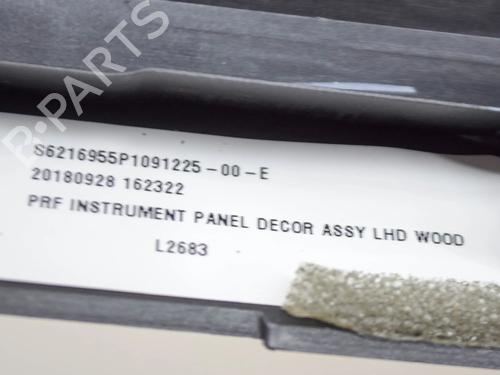 B-PARTS
S6216955P1091225-00-E
20180928 162322
PRF INSTRUMENT PANEL DECOR ASSY LHD WOOD
L2683